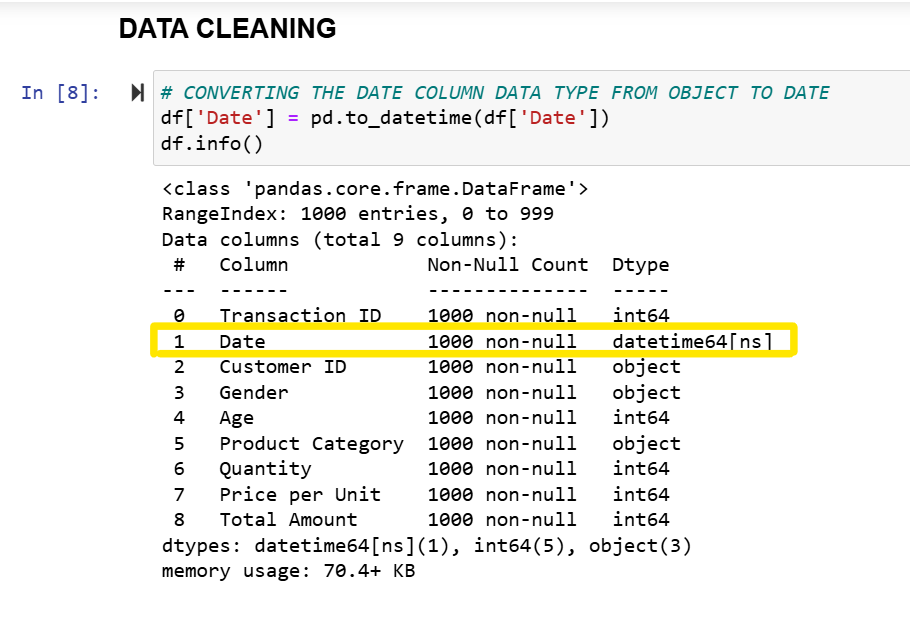 DATA CLEANING
In [8]:
# CONVERTING THE DATE COLUMN DATA TYPE FROM OBJECT TO DATE
df['Date'] = pd.to_datetime(df['Date'])
df.info()
<class 'pandas.core.frame.DataFrame'>
RangeIndex: 1000 entries, 0 to 999
Data columns (total 9 columns):
 #   Column            Non-Null Count  Dtype
---  ------            --------------  -----
 0   Transaction ID    1000 non-null   int64
 1   Date              1000 non-null   datetime64[ns]
 2   Customer ID       1000 non-null   object
 3   Gender            1000 non-null   object
 4   Age               1000 non-null   int64
 5   Product Category  1000 non-null   object
 6   Quantity          1000 non-null   int64
 7   Price per Unit    1000 non-null   int64
 8   Total Amount      1000 non-null   int64
dtypes: datetime64[ns](1), int64(5), object(3)
memory usage: 70.4+ KB